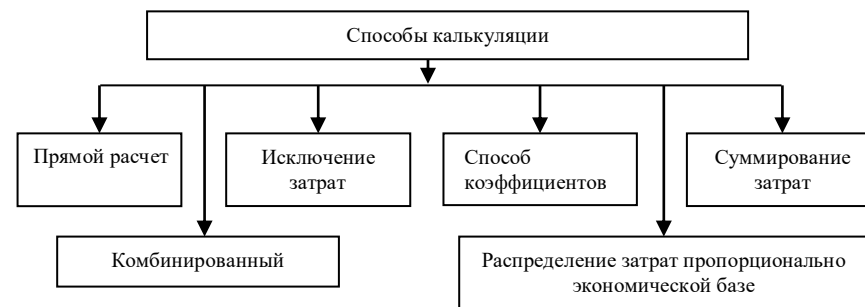 Способы калькуляции
Прямой расчет
Исключение
затрат
Способ
коэффициентов
Суммирование
затрат
Комбинированный
Распределение затрат пропорционально
экономической базе